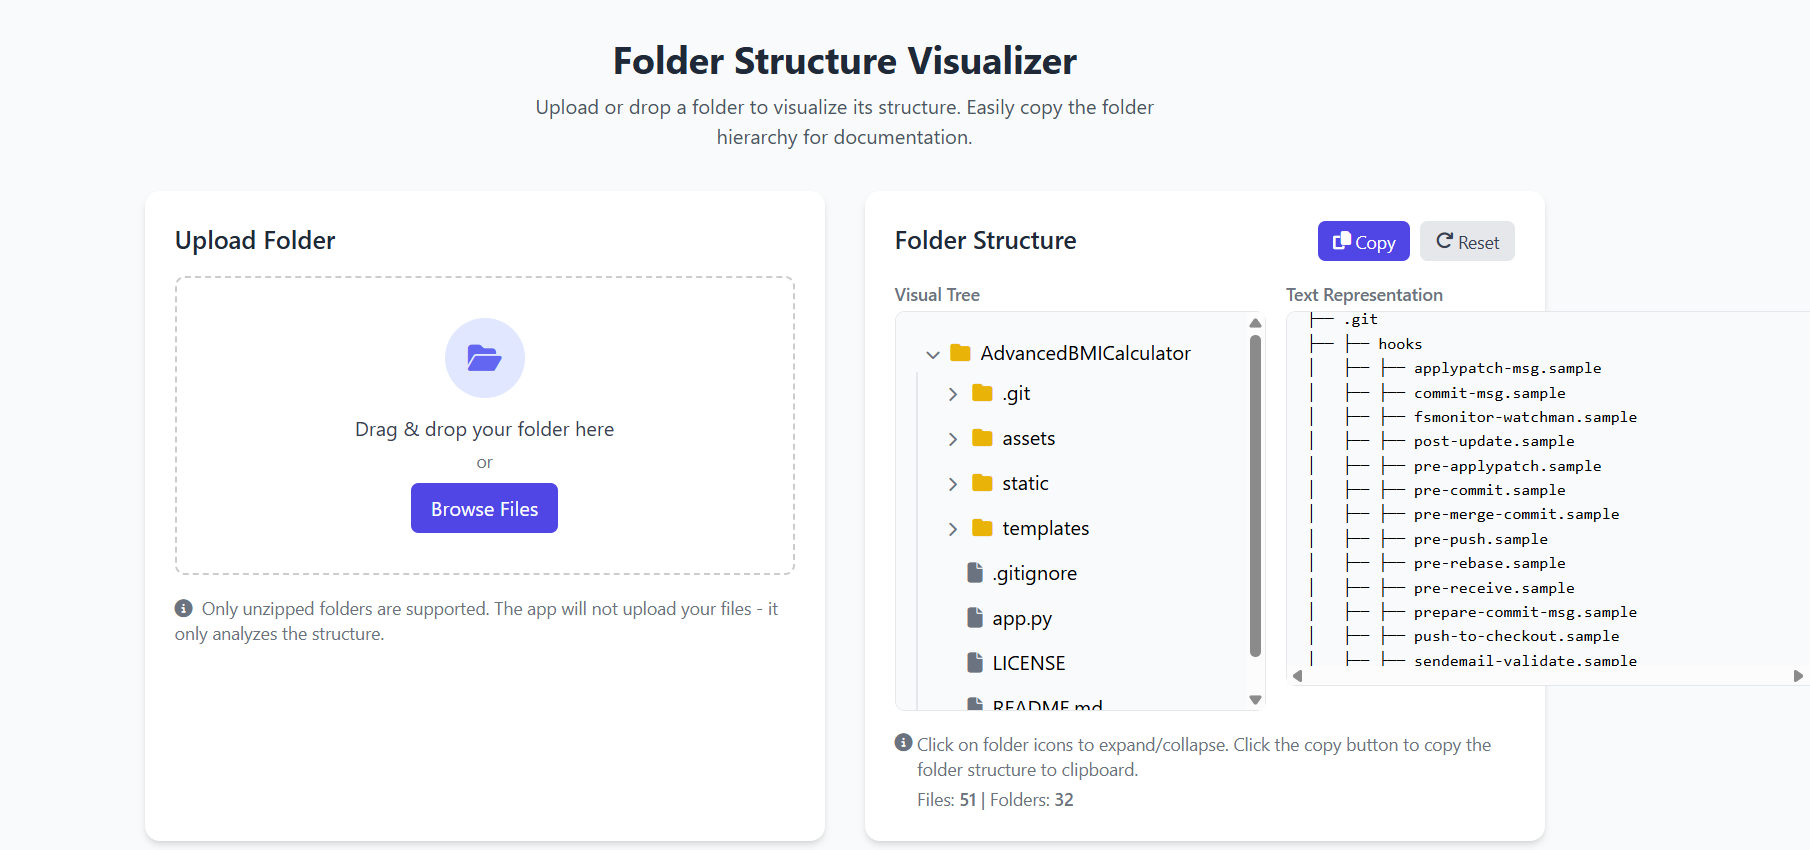 Folder Structure Visualizer
Upload or drop a folder to visualize its structure. Easily copy the folder
hierarchy for documentation.
Upload Folder
Drag & drop your folder here
or
Browse Files
Only unzipped folders are supported. The app will not upload your files - it
only analyzes the structure.
Folder Structure
Copy
Reset
Visual Tree
AdvancedBMICalculator
.git
assets
static
templates
.gitignore
app.py
LICENSE
README.md
Text Representation
├── .git
├── ├── hooks
│   ├── ├── applypatch-msg.sample
│   ├── ├── commit-msg.sample
│   ├── ├── fsmonitor-watchman.sample
│   ├── ├── post-update.sample
│   ├── ├── pre-applypatch.sample
│   ├── ├── pre-commit.sample
│   ├── ├── pre-merge-commit.sample
│   ├── ├── pre-push.sample
│   ├── ├── pre-rebase.sample
│   ├── ├── pre-receive.sample
│   ├── ├── prepare-commit-msg.sample
│   ├── ├── push-to-checkout.sample
│   ├── ├── sendemail-validate.sample
Click on folder icons to expand/collapse. Click the copy button to copy the
folder structure to clipboard.
Files: 51 | Folders: 32